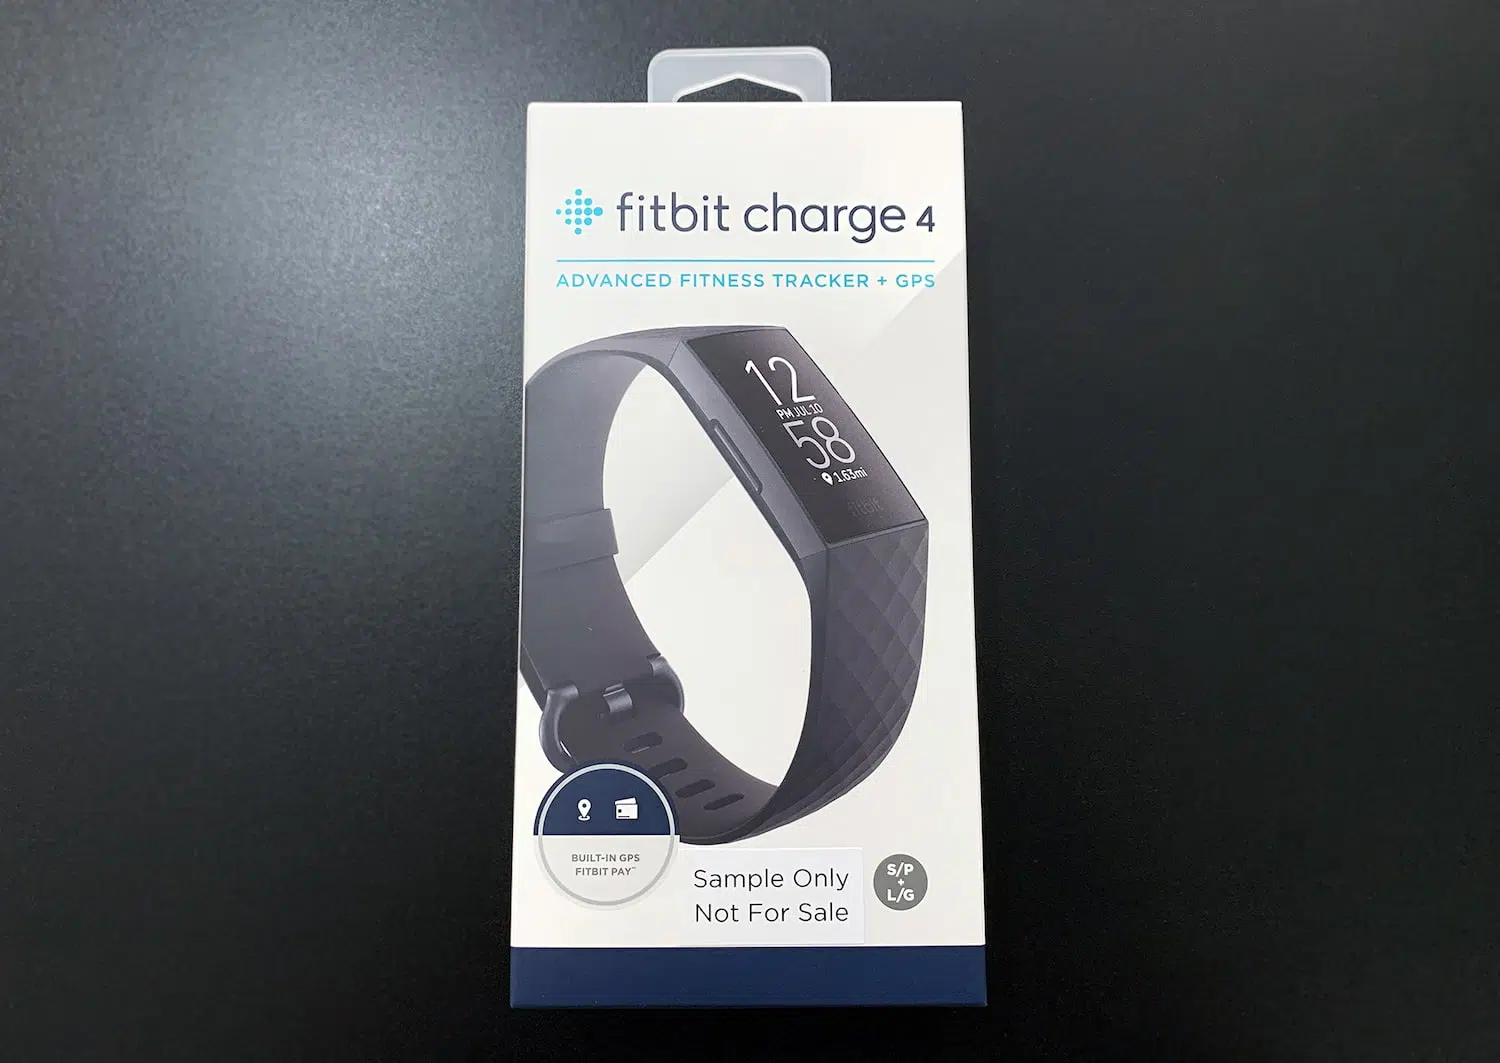 fitbit charge 4
ADVANCED FITNESS TRACKER + GPS
12
PM JUL 10
58
1.63mi
fitbit
BUILT-IN GPS
FITBIT PAY™
Sample Only
Not For Sale
S/P
+
L/G